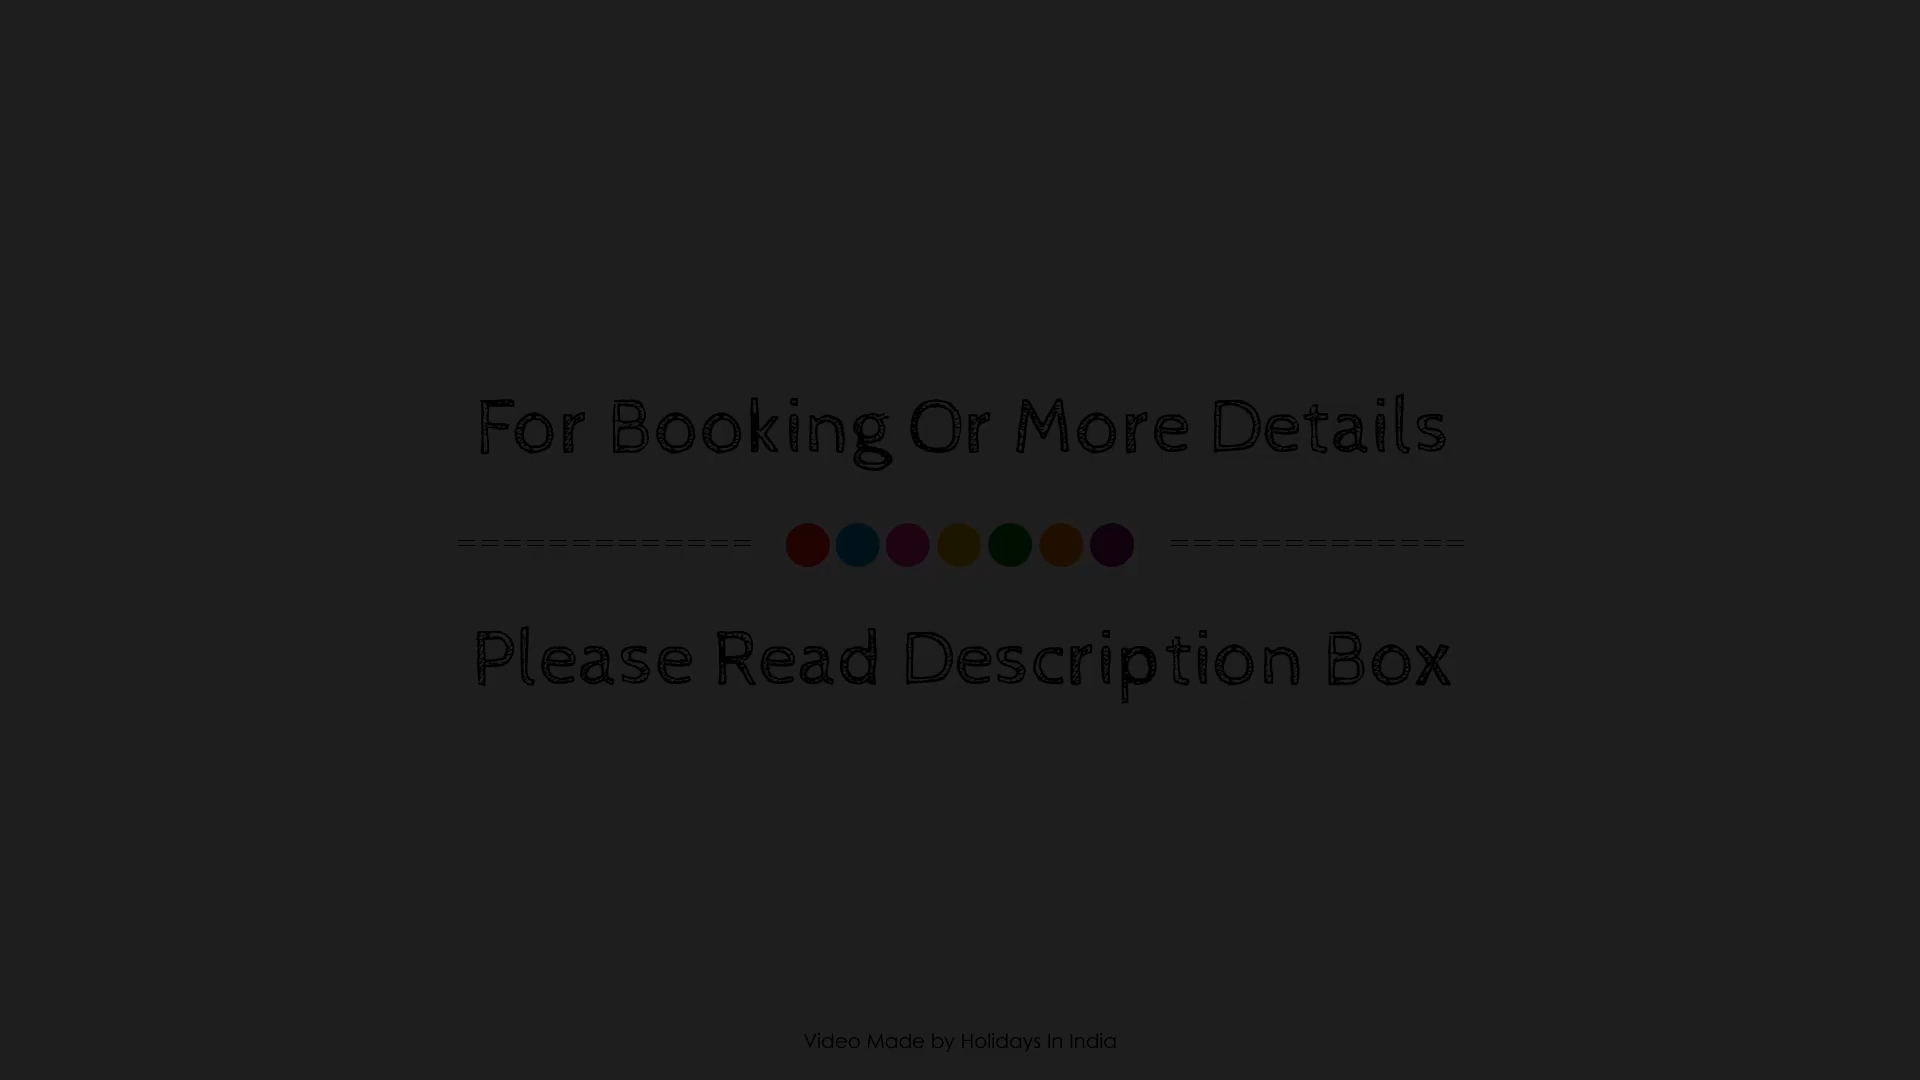 For Booking Or More Details
============= =============
Please Read Description Box
Video Made by Holidays In India